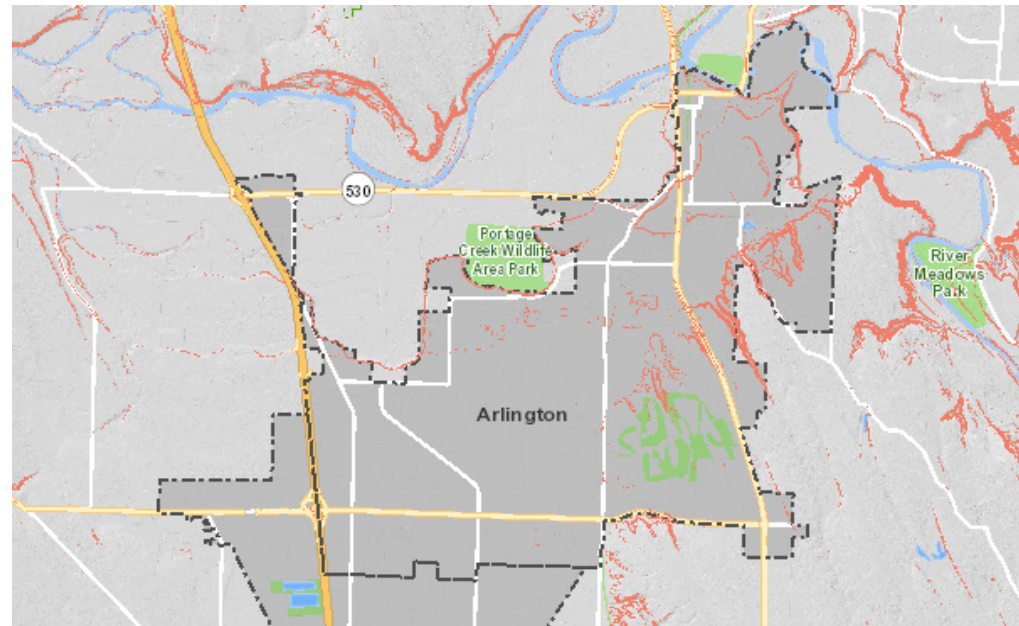 530
Portage
Creek Wildlife
Area Park
River
Meadows
Park
Arlington